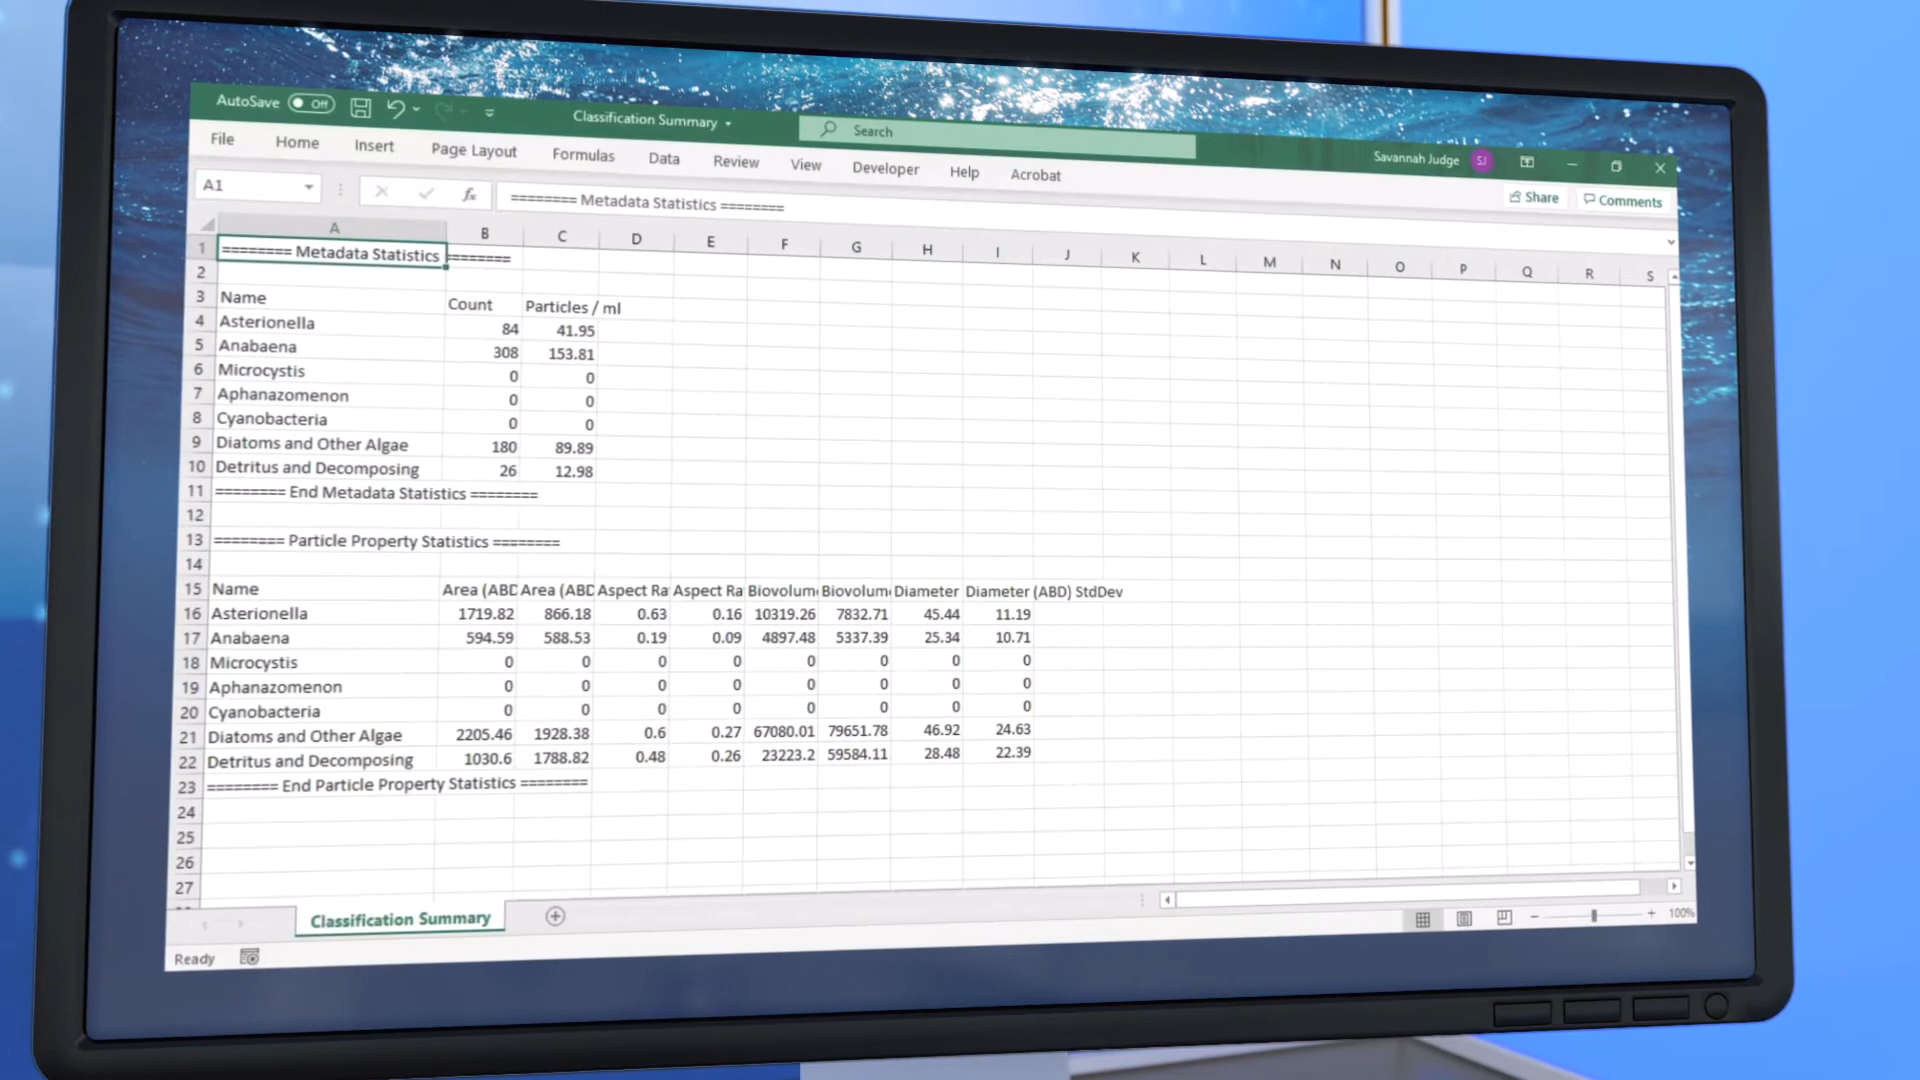 AutoSave Off Classification Summary Search Savannah Judge SJ
File Home Insert Page Layout Formulas Data Review View Developer Help Acrobat Share Comments
A1 fx ======== Metadata Statistics ========
A B C D E F G H I J K L M N O P Q R S
1 ======== Metadata Statistics ========
2
3 Name Count Particles / ml
4 Asterionella 84 41.95
5 Anabaena 308 153.81
6 Microcystis 0 0
7 Aphanazomenon 0 0
8 Cyanobacteria 0 0
9 Diatoms and Other Algae 180 89.89
10 Detritus and Decomposing 26 12.98
11 ======== End Metadata Statistics ========
12
13 ======== Particle Property Statistics ========
14
15 Name Area (ABD Area (ABD Aspect Ra Aspect Ra Biovolum Biovolum Diameter Diameter (ABD) StdDev
16 Asterionella 1719.82 866.18 0.63 0.16 10319.26 7832.71 45.44 11.19
17 Anabaena 594.59 588.53 0.19 0.09 4897.48 5337.39 25.34 10.71
18 Microcystis 0 0 0 0 0 0 0 0
19 Aphanazomenon 0 0 0 0 0 0 0 0
20 Cyanobacteria 0 0 0 0 0 0 0 0
21 Diatoms and Other Algae 2205.46 1928.38 0.6 0.27 67080.01 79651.78 46.92 24.63
22 Detritus and Decomposing 1030.6 1788.82 0.48 0.26 23223.2 59584.11 28.48 22.39
23 ======== End Particle Property Statistics ========
24
25
26
27
Classification Summary
Ready 100%